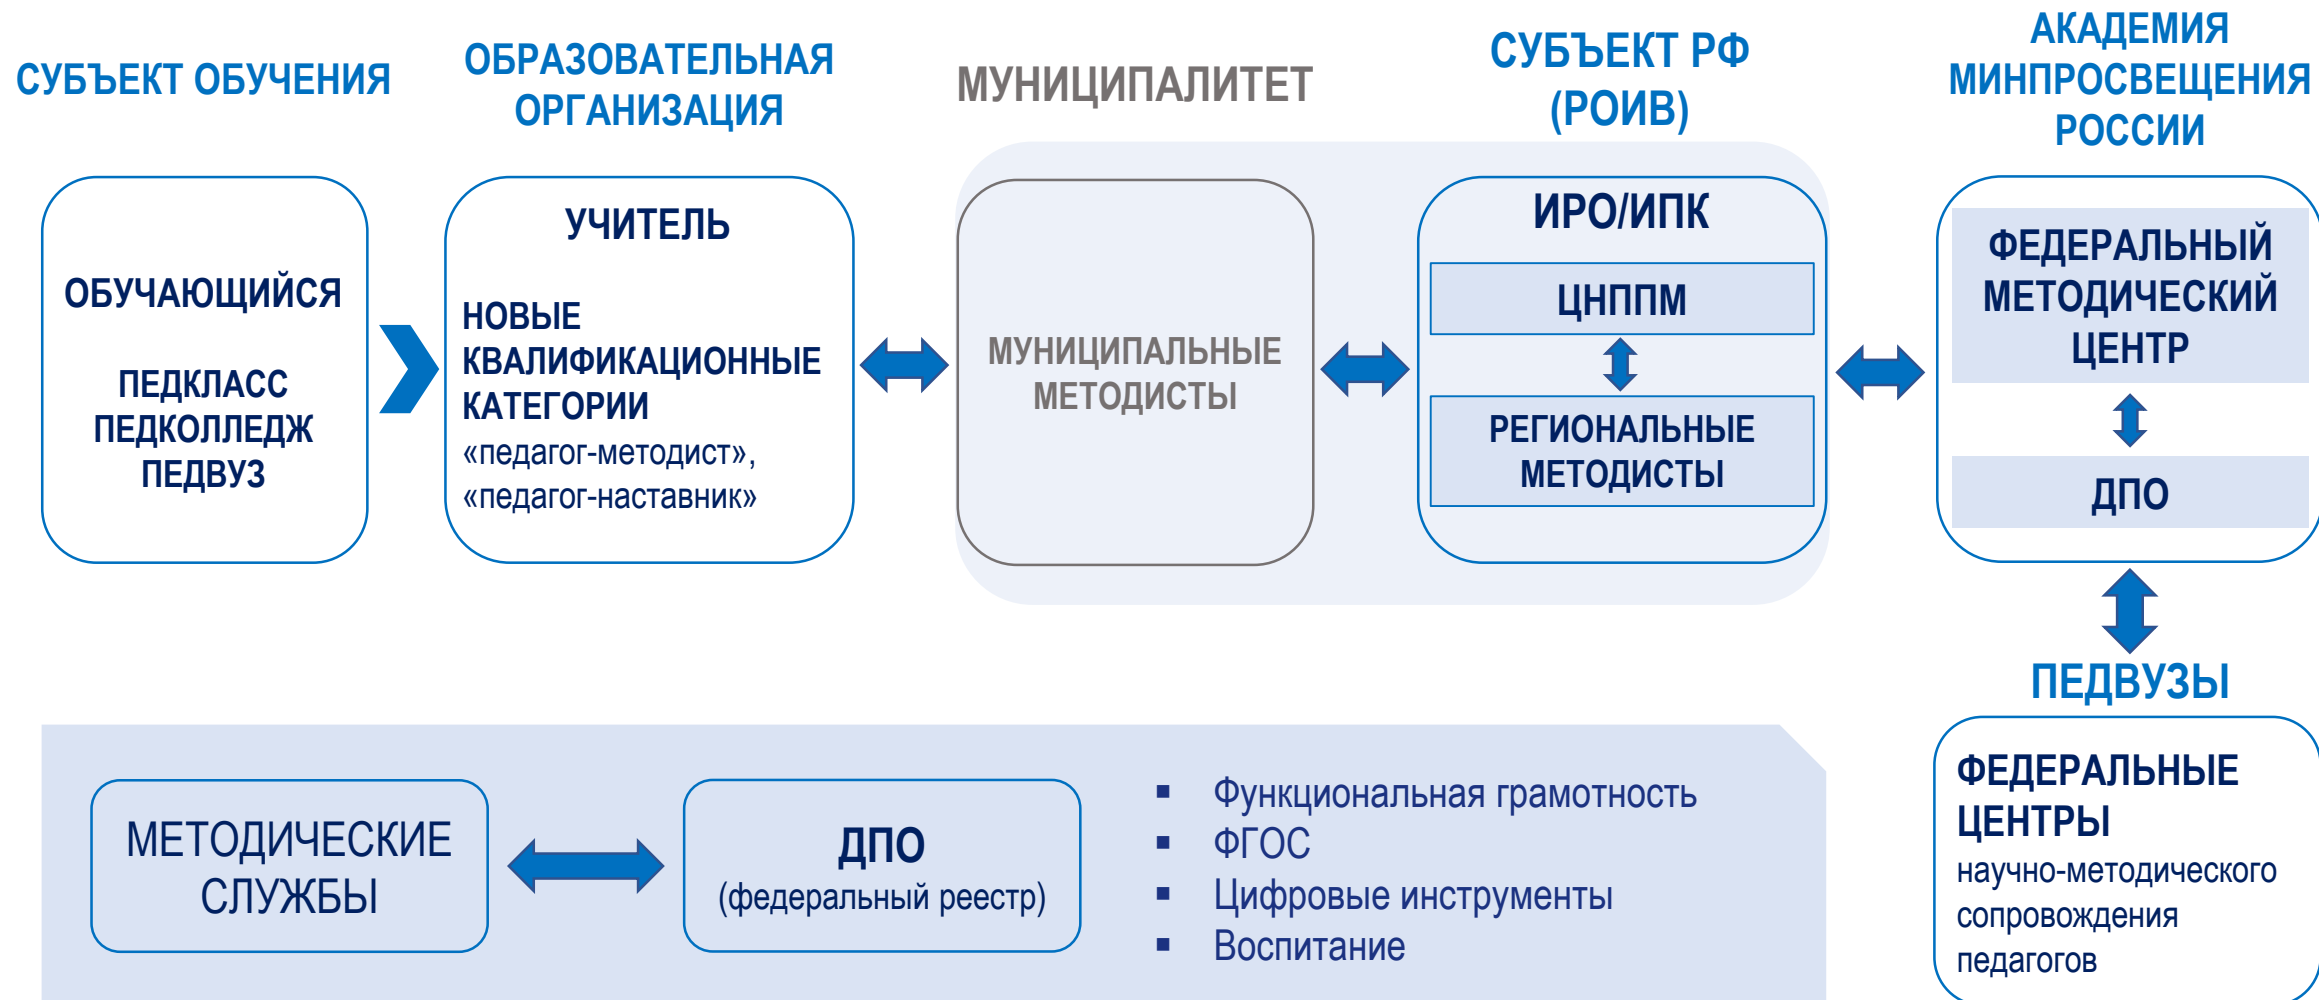 СУБЪЕКТ ОБУЧЕНИЯ
ОБРАЗОВАТЕЛЬНАЯ
ОРГАНИЗАЦИЯ
МУНИЦИПАЛИТЕТ
СУБЪЕКТ РФ
(РОИВ)
АКАДЕМИЯ
МИНПРОСВЕЩЕНИЯ
РОССИИ
ОБУЧАЮЩИЙСЯ
ПЕДКЛАСС
ПЕДКОЛЛЕДЖ
ПЕДВУЗ
УЧИТЕЛЬ
НОВЫЕ
КВАЛИФИКАЦИОННЫЕ
КАТЕГОРИИ
«педагог-методист»,
«педагог-наставник»
МУНИЦИПАЛЬНЫЕ
МЕТОДИСТЫ
ИРО/ИПК
ЦНППМ
РЕГИОНАЛЬНЫЕ
МЕТОДИСТЫ
ФЕДЕРАЛЬНЫЙ
МЕТОДИЧЕСКИЙ
ЦЕНТР
ДПО
ПЕДВУЗЫ
ФЕДЕРАЛЬНЫЕ
ЦЕНТРЫ
научно-методического
сопровождения
педагогов
МЕТОДИЧЕСКИЕ
СЛУЖБЫ
ДПО
(федеральный реестр)
▪ Функциональная грамотность
▪ ФГОС
▪ Цифровые инструменты
▪ Воспитание